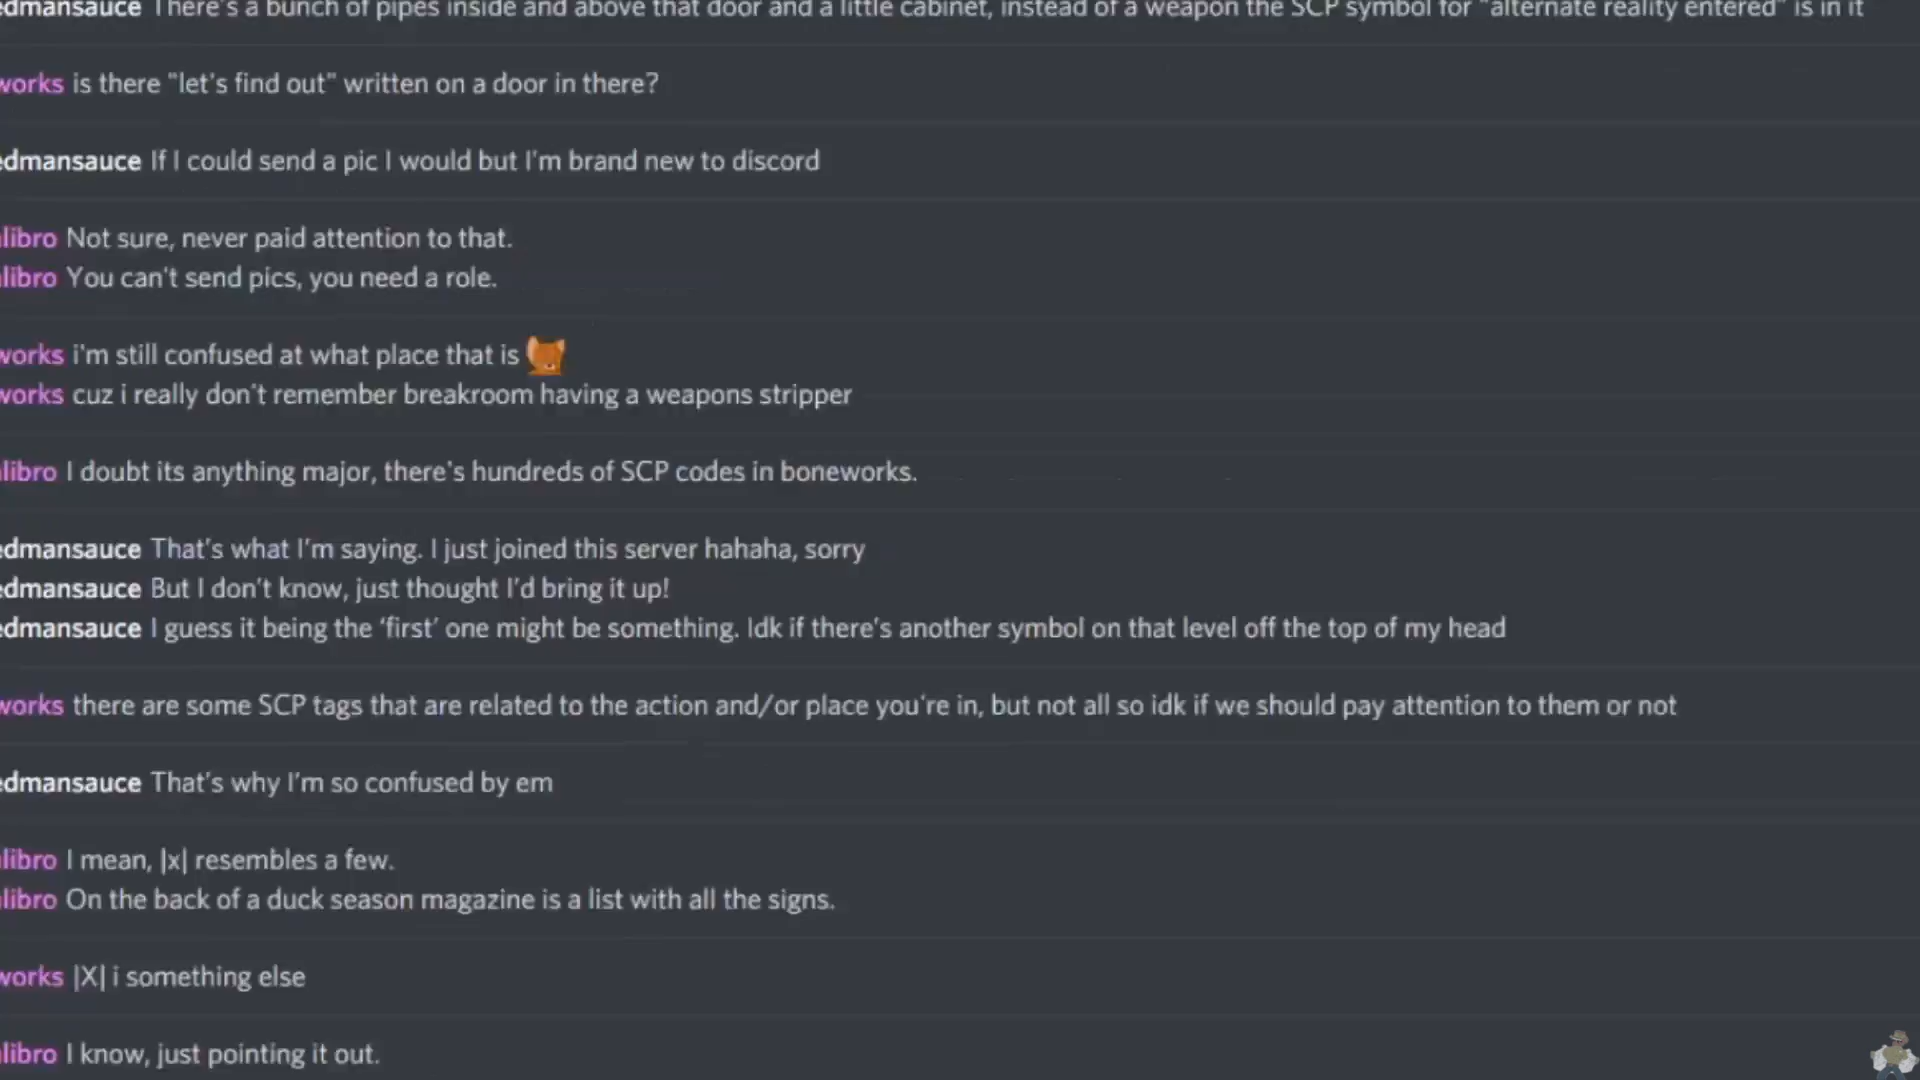 edmansauce There's a bunch of pipes inside and above that door and a little cabinet, instead of a weapon the SCP symbol for "alternate reality entered" is in it
works is there "let's find out" written on a door in there?
edmansauce If I could send a pic I would but I'm brand new to discord
libro Not sure, never paid attention to that.
libro You can't send pics, you need a role.
works i'm still confused at what place that is
works cuz i really don't remember breakroom having a weapons stripper
libro I doubt its anything major, there's hundreds of SCP codes in boneworks.
edmansauce That's what I'm saying. I just joined this server hahaha, sorry
edmansauce But I don't know, just thought I'd bring it up!
edmansauce I guess it being the ‘first’ one might be something. Idk if there's another symbol on that level off the top of my head
works there are some SCP tags that are related to the action and/or place you're in, but not all so idk if we should pay attention to them or not
edmansauce That's why I'm so confused by em
libro I mean, |x| resembles a few.
libro On the back of a duck season magazine is a list with all the signs.
works |X| i something else
libro I know, just pointing it out.